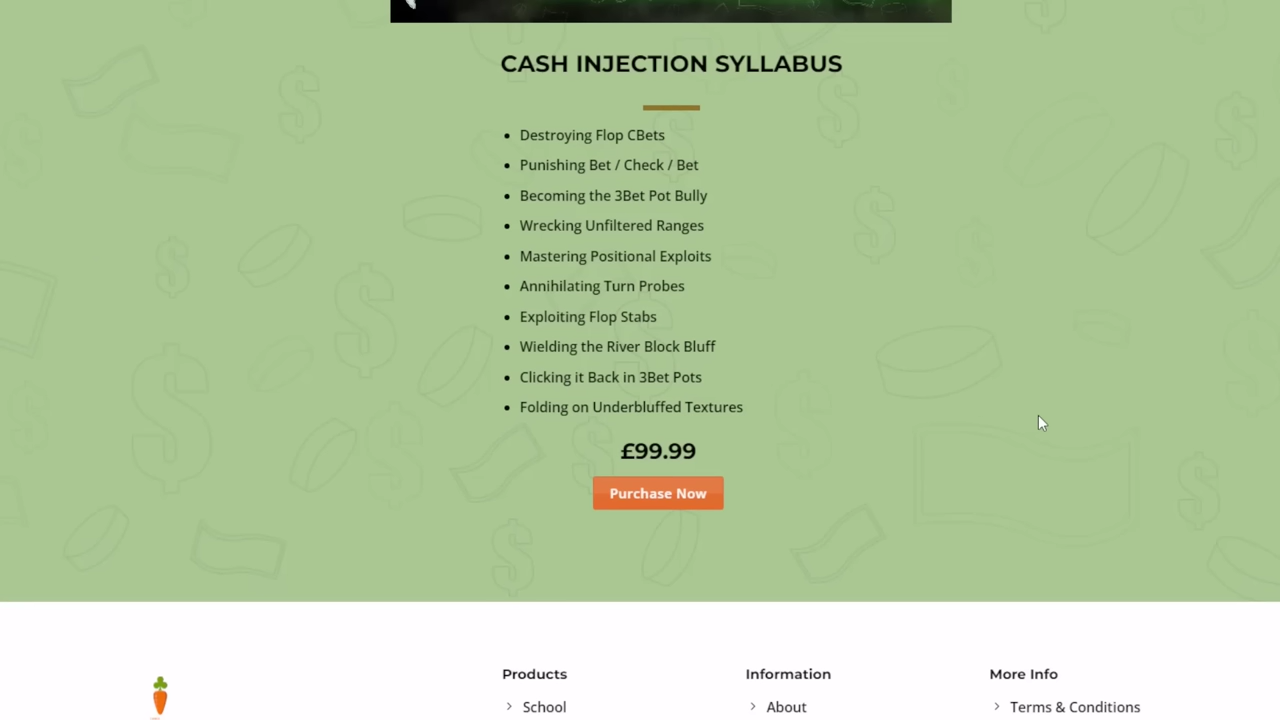 CASH INJECTION SYLLABUS
Destroying Flop CBets
Punishing Bet / Check / Bet
Becoming the 3Bet Pot Bully
Wrecking Unfiltered Ranges
Mastering Positional Exploits
Annihilating Turn Probes
Exploiting Flop Stabs
Wielding the River Block Bluff
Clicking it Back in 3Bet Pots
Folding on Underbluffed Textures
£99.99
Purchase Now
Products
School
Information
About
More Info
Terms & Conditions